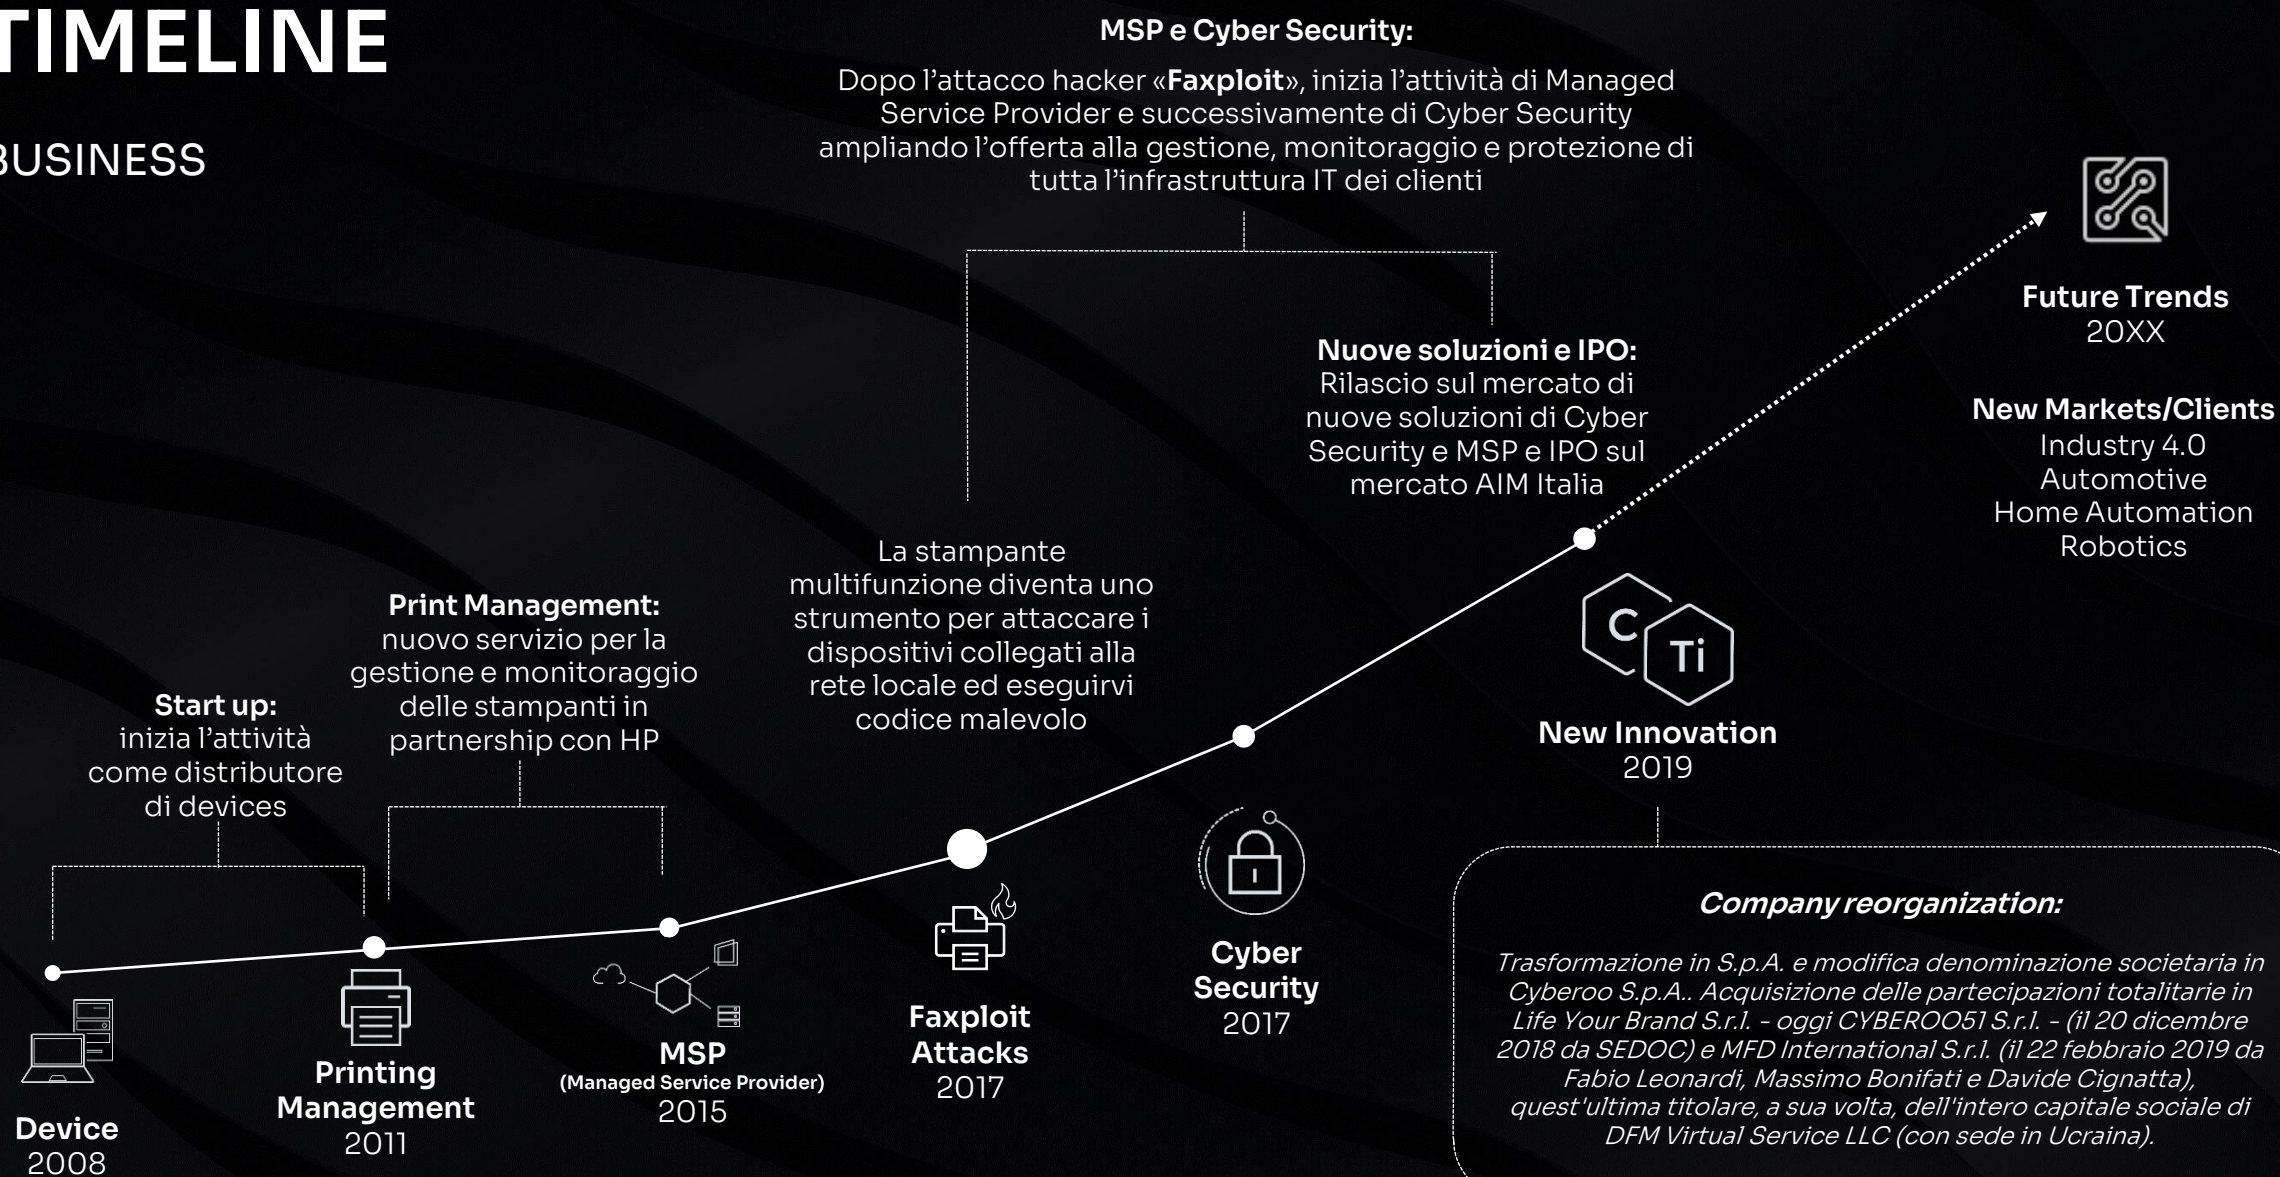 TIMELINE
BUSINESS
MSP e Cyber Security:
Dopo l'attacco hacker «Faxploit», inizia l'attività di Managed
Service Provider e successivamente di Cyber Security
ampliando l'offerta alla gestione, monitoraggio e protezione di
tutta l'infrastruttura IT dei clienti
Start up:
inizia l'attività
come distributore
di devices
Print Management:
nuovo servizio per la
gestione e monitoraggio
delle stampanti in
partnership con HP
La stampante
multifunzione diventa uno
strumento per attaccare i
dispositivi collegati alla
rete locale ed eseguirvi
codice malevolo
Nuove soluzioni e IPO:
Rilascio sul mercato di
nuove soluzioni di Cyber
Security e MSP e IPO sul
mercato AIM Italia
Future Trends
20XX
New Markets/Clients
Industry 4.0
Automotive
Home Automation
Robotics
Device
2008
Printing
Management
2011
MSP
(Managed Service Provider)
2015
Faxploit
Attacks
2017
Cyber
Security
2017
C
Ti
New Innovation
2019
Company reorganization:
Trasformazione in S.p.A. e modifica denominazione societaria in
Cyberoo S.p.A.. Acquisizione delle partecipazioni totalitarie in
Life Your Brand S.r.l. - oggi CYBEROO51 S.r.l. - (il 20 dicembre
2018 da SEDOC) e MFD International S.r.l. (il 22 febbraio 2019 da
Fabio Leonardi, Massimo Bonifati e Davide Cignatta),
quest'ultima titolare, a sua volta, dell'intero capitale sociale di
DFM Virtual Service LLC (con sede in Ucraina).